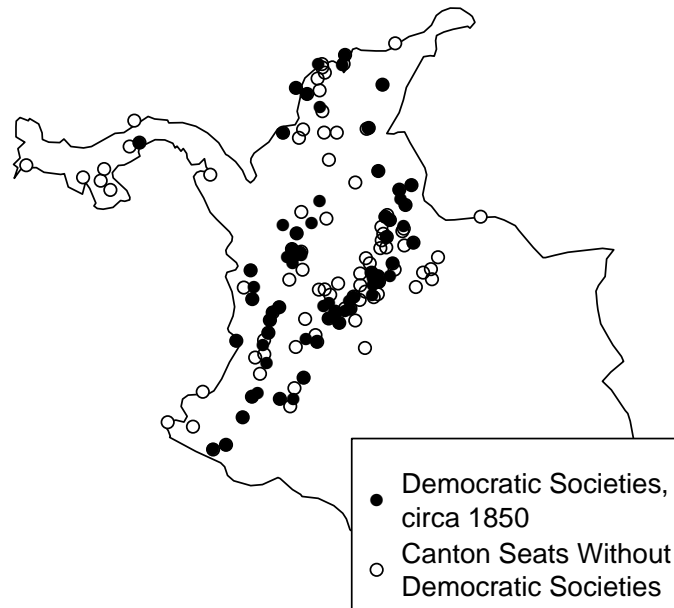 Democratic Societies,
circa 1850
Canton Seats Without
Democratic Societies